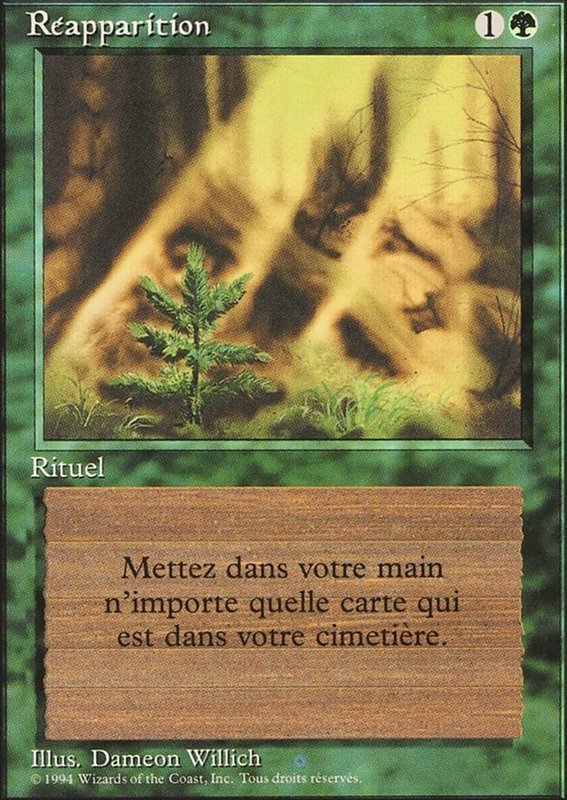 Réapparition
1
Rituel
Mettez dans votre main
n'importe quelle carte qui
est dans votre cimetière.
Illus. Dameon Willich
© 1994 Wizards of the Coast, Inc. Tous droits réservés.